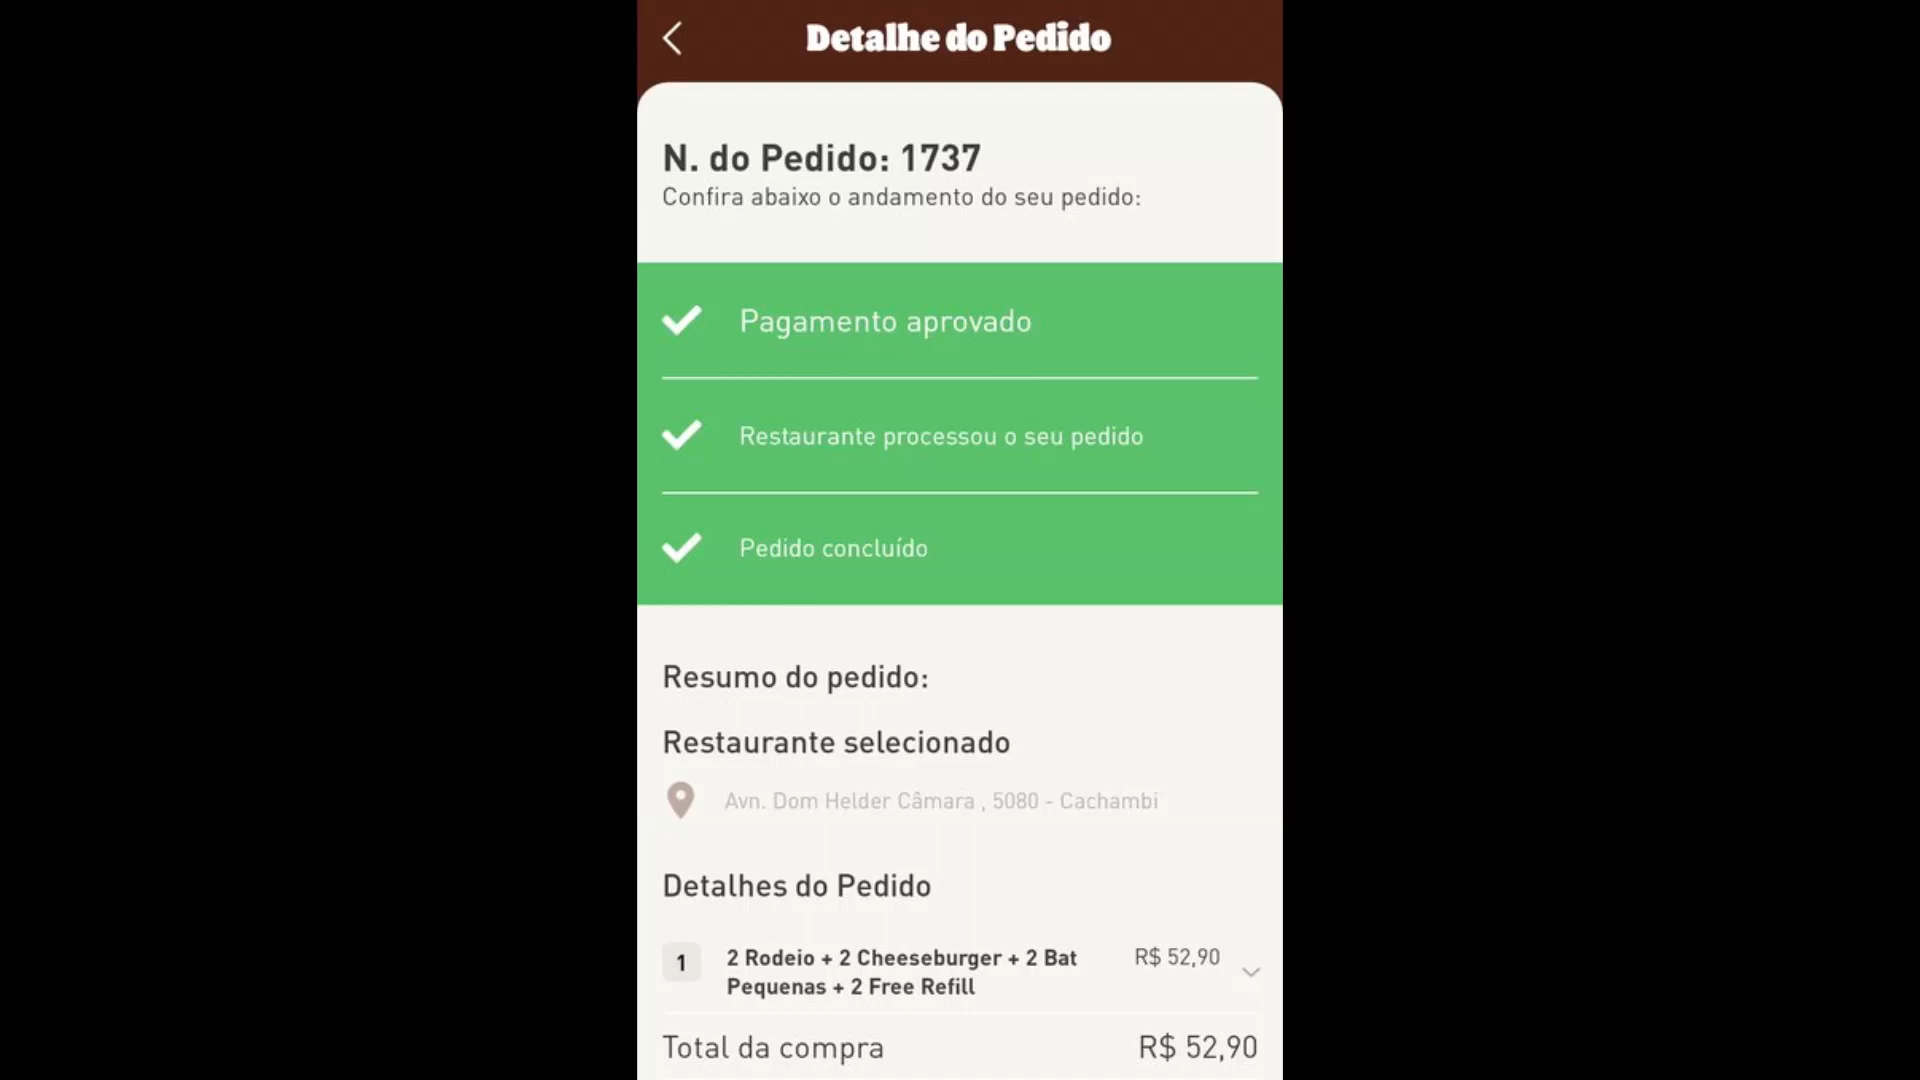 Detalhe do Pedido
N. do Pedido: 1737
Confira abaixo o andamento do seu pedido:
Pagamento aprovado
Restaurante processou o seu pedido
Pedido concluído
Resumo do pedido:
Restaurante selecionado
Avn. Dom Helder Câmara , 5080 - Cachambi
Detalhes do Pedido
1 2 Rodeio + 2 Cheeseburger + 2 Bat R$ 52,90
Pequenas + 2 Free Refill
Total da compra R$ 52,90